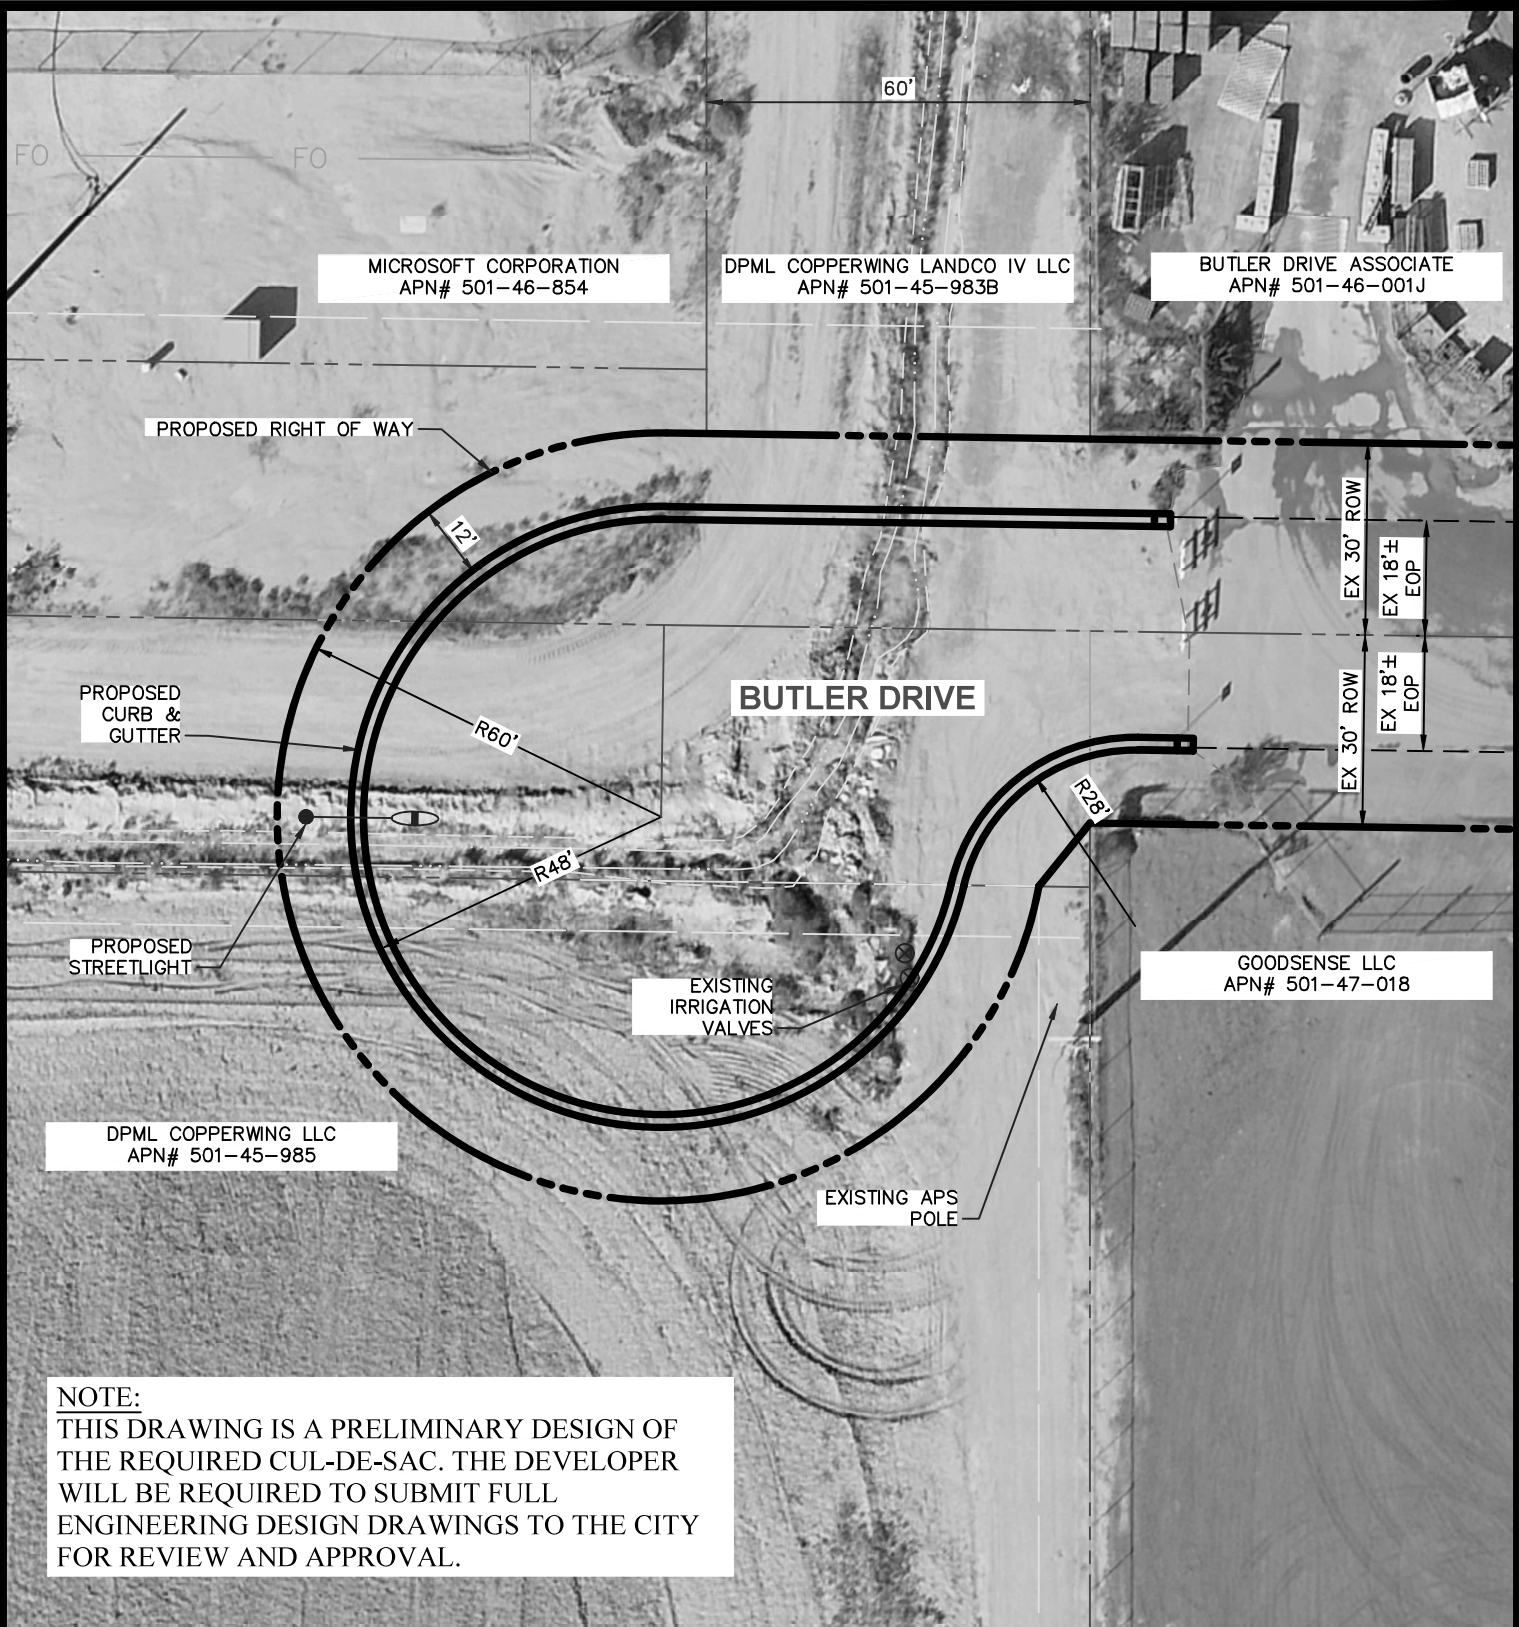 60'
FO
FO
MICROSOFT CORPORATION
APN# 501-46-854
DPML COPPERWING LANDCO IV LLC
APN# 501-45-983B
BUTLER DRIVE ASSOCIATE
APN# 501-46-001J
PROPOSED RIGHT OF WAY
12'
EX 30' ROW
EX 18'±
EOP
PROPOSED
CURB &
GUTTER
R60'
BUTLER DRIVE
EX 30' ROW
EX 18'±
EOP
R28'
R48'
PROPOSED
STREETLIGHT
EXISTING
IRRIGATION
VALVES
GOODSENSE LLC
APN# 501-47-018
DPML COPPERWING LLC
APN# 501-45-985
EXISTING APS
POLE
NOTE:
THIS DRAWING IS A PRELIMINARY DESIGN OF
THE REQUIRED CUL-DE-SAC. THE DEVELOPER
WILL BE REQUIRED TO SUBMIT FULL
ENGINEERING DESIGN DRAWINGS TO THE CITY
FOR REVIEW AND APPROVAL.